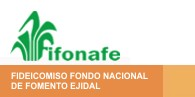 fifonafe
FIDEICOMISO FONDO NACIONAL
DE FOMENTO EJIDAL